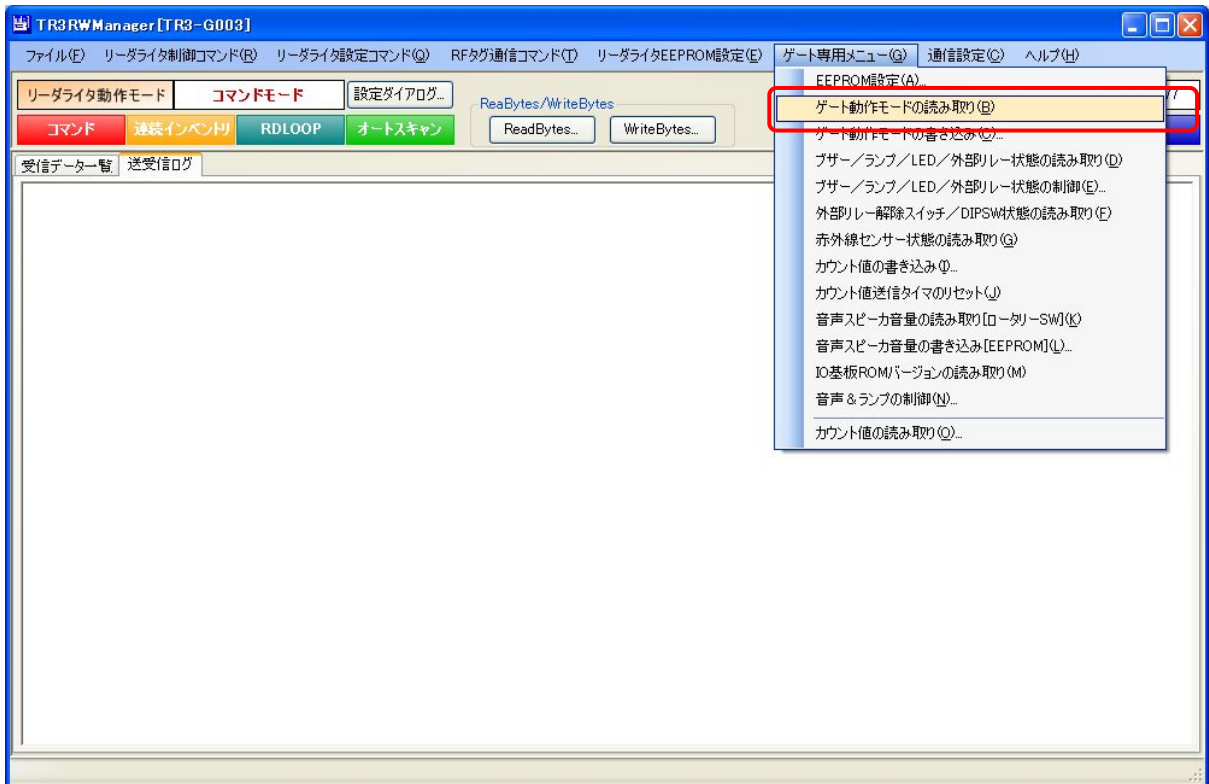 TR3RWManager[TR3-G003]
ファイル(F) リーダライタ制御コマンド(R) リーダライタ設定コマンド(Q) RFタグ通信コマンド(T) リーダライタEEPROM設定(E) ゲート専用メニュー(G) 通信設定(C) ヘルプ(H)
リーダライタ動作モード コマンドモード 設定ダイアログ...
ReaBytes/WriteBytes
コマンド 連続インベントリ RDLOOP オートスキャン ReadBytes... WriteBytes...
受信データ一覧 送受信ログ
EEPROM設定(A)...
ゲート動作モードの読み取り(B)
ゲート動作モードの書き込み(C)...
ブザー/ランプ/LED/外部リレー状態の読み取り(D)
ブザー/ランプ/LED/外部リレー状態の制御(E)...
外部リレー解除スイッチ/DIPSW状態の読み取り(F)
赤外線センサー状態の読み取り(G)
カウント値の書き込み(I)...
カウント値送信タイマのリセット(J)
音声スピーカ音量の読み取り[ロータリーSW](K)
音声スピーカ音量の書き込み[EEPROM](L)...
IO基板ROMバージョンの読み取り(M)
音声&ランプの制御(N)...
カウント値の読み取り(O)...